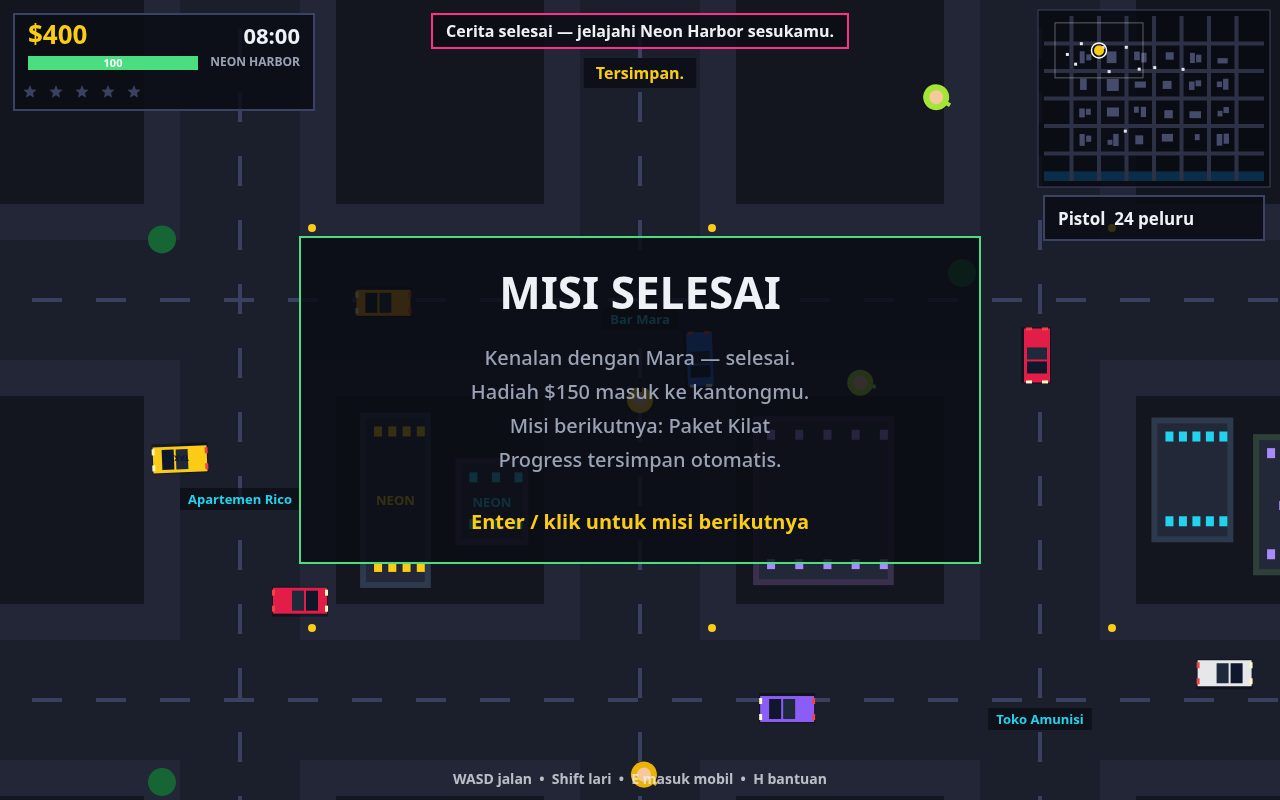 $400
08:00
100
NEON HARBOR
Cerita selesai — jelajahi Neon Harbor sesukamu.
Tersimpan.
Pistol 24 peluru
MISI SELESAI
Bar Mara
Kenalan dengan Mara — selesai.
Hadiah $150 masuk ke kantongmu.
Misi berikutnya: Paket Kilat
Progress tersimpan otomatis.
NEON
NEON
Enter / klik untuk misi berikutnya
Apartemen Rico
Toko Amunisi
WASD jalan • Shift lari • E masuk mobil • H bantuan